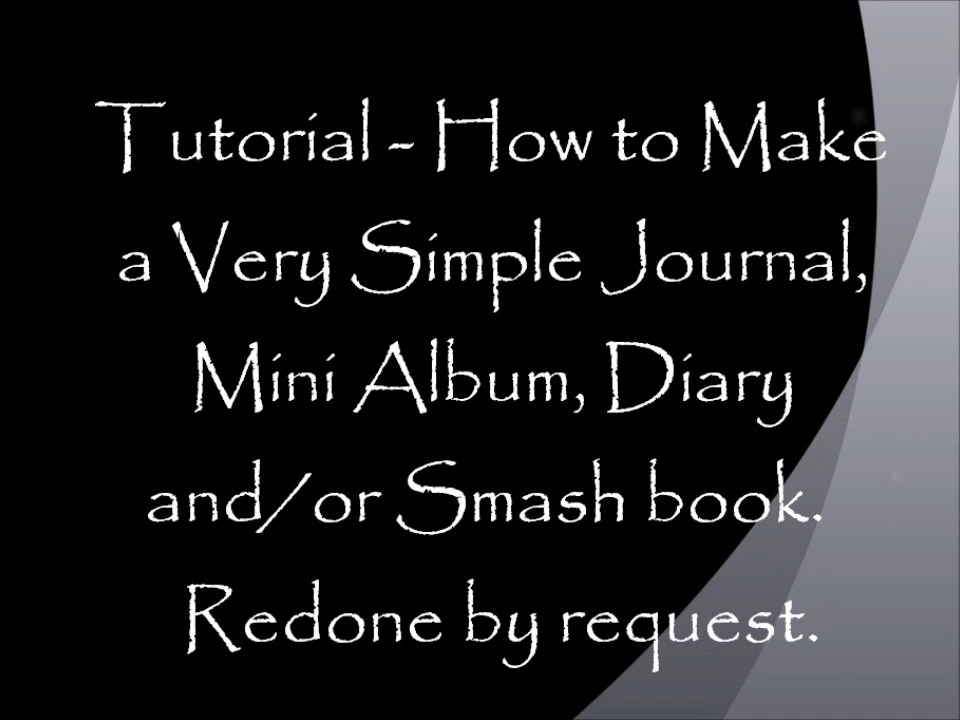 Tutorial - How to Make
a Very Simple Journal,
Mini Album, Diary
and/or Smash book.
Redone by request.